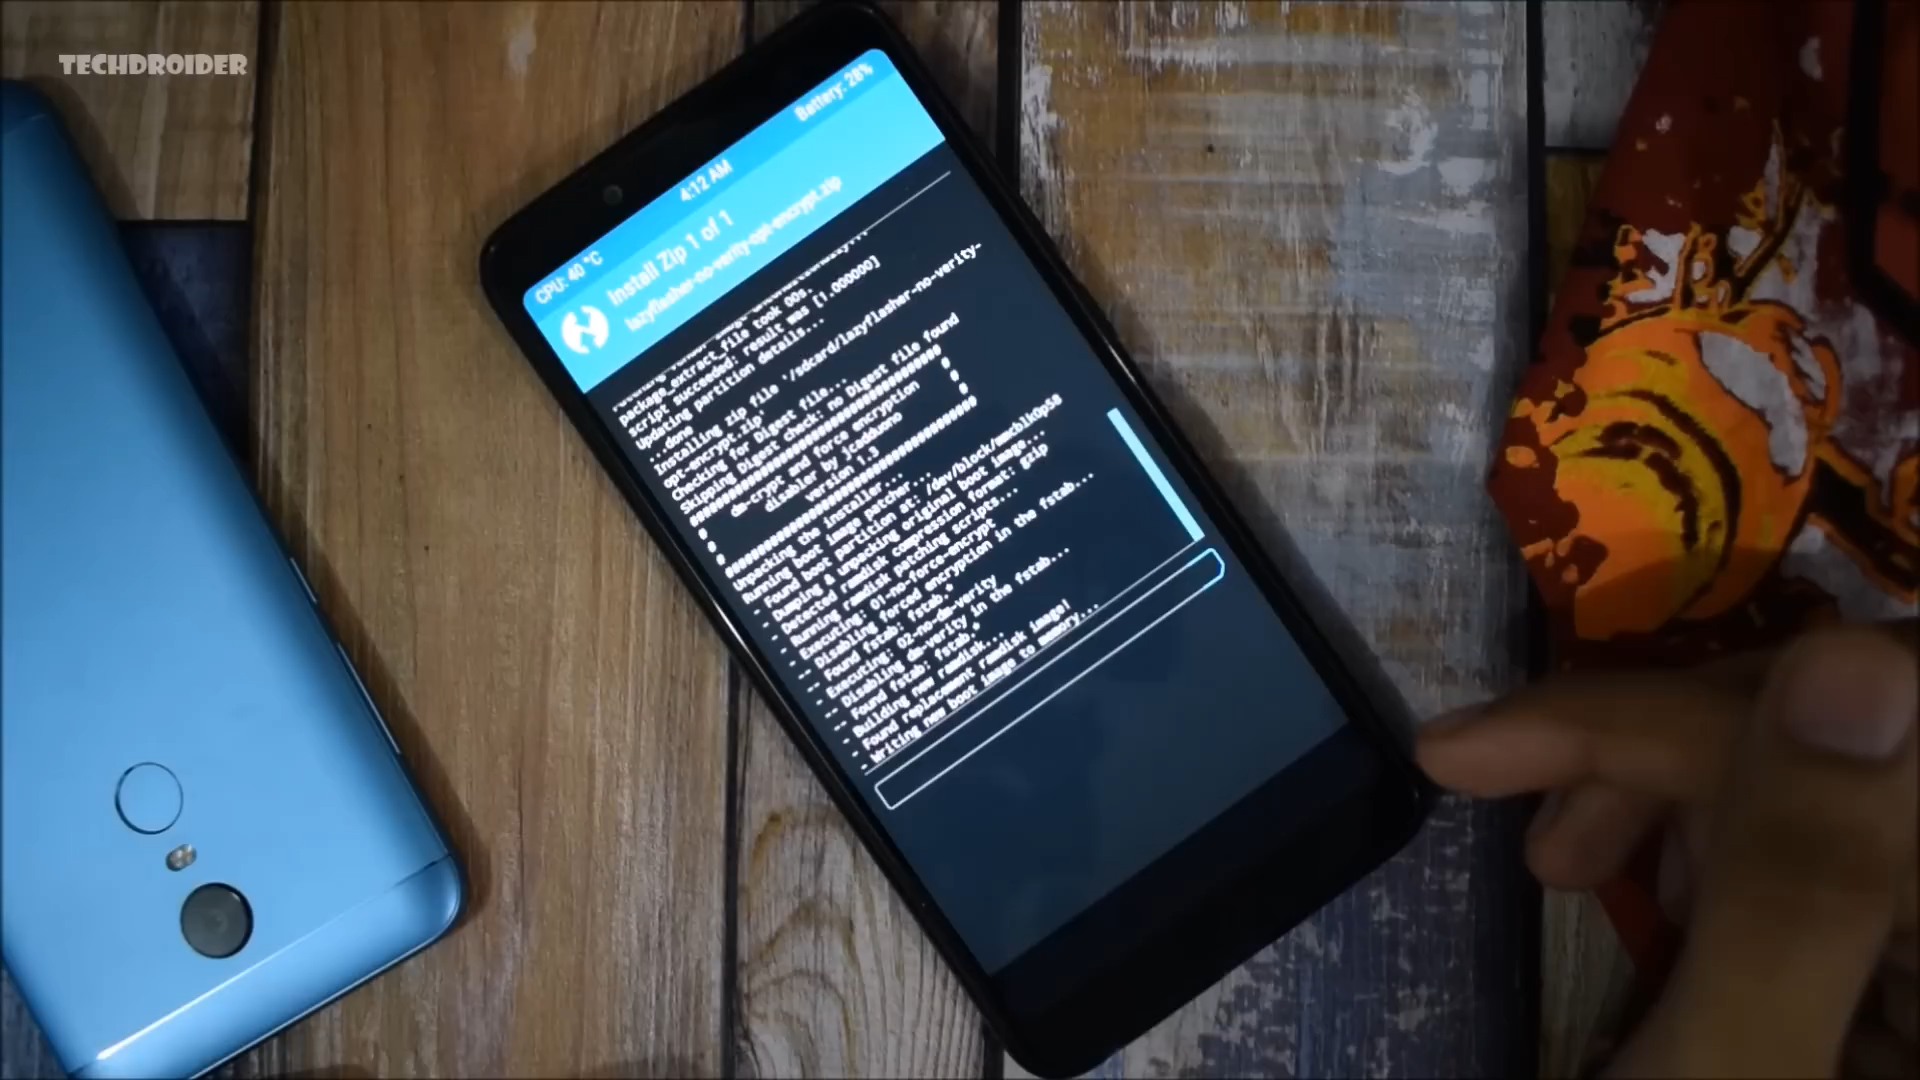 TECHDROIDER
CPU: 40 °C
4:12 AM
Battery: 28%
Install Zip 1 of 1
lazyflasher-no-verity-opt-encrypt.zip
package_extract_file took 00s.
script succeeded: result was [1.000000]
Updating partition details...
...done
Installing zip file '/sdcard/lazyflasher-no-verity-
opt-encrypt.zip'
Checking for Digest file...
Skipping Digest check: no Digest file found
##############################
# dm-crypt and force encryption #
# disabler by jcadduono #
# version 1.3 #
##############################
Unpacking the installer...
Running boot image patcher...
- Found boot partition at: /dev/block/mmcblk0p58
- Dumping & unpacking original boot image...
- Detected ramdisk compression format: gzip
- Running ramdisk patching scripts...
- Executing: 01-no-force-encrypt
-- Disabling forced encryption in the fstab...
-- Found fstab: fstab.*
- Executing: 02-no-dm-verity
-- Disabling dm-verity in the fstab...
-- Found fstab: fstab.*
- Building new ramdisk...
- Found replacement ramdisk image!
- Writing new boot image to memory...